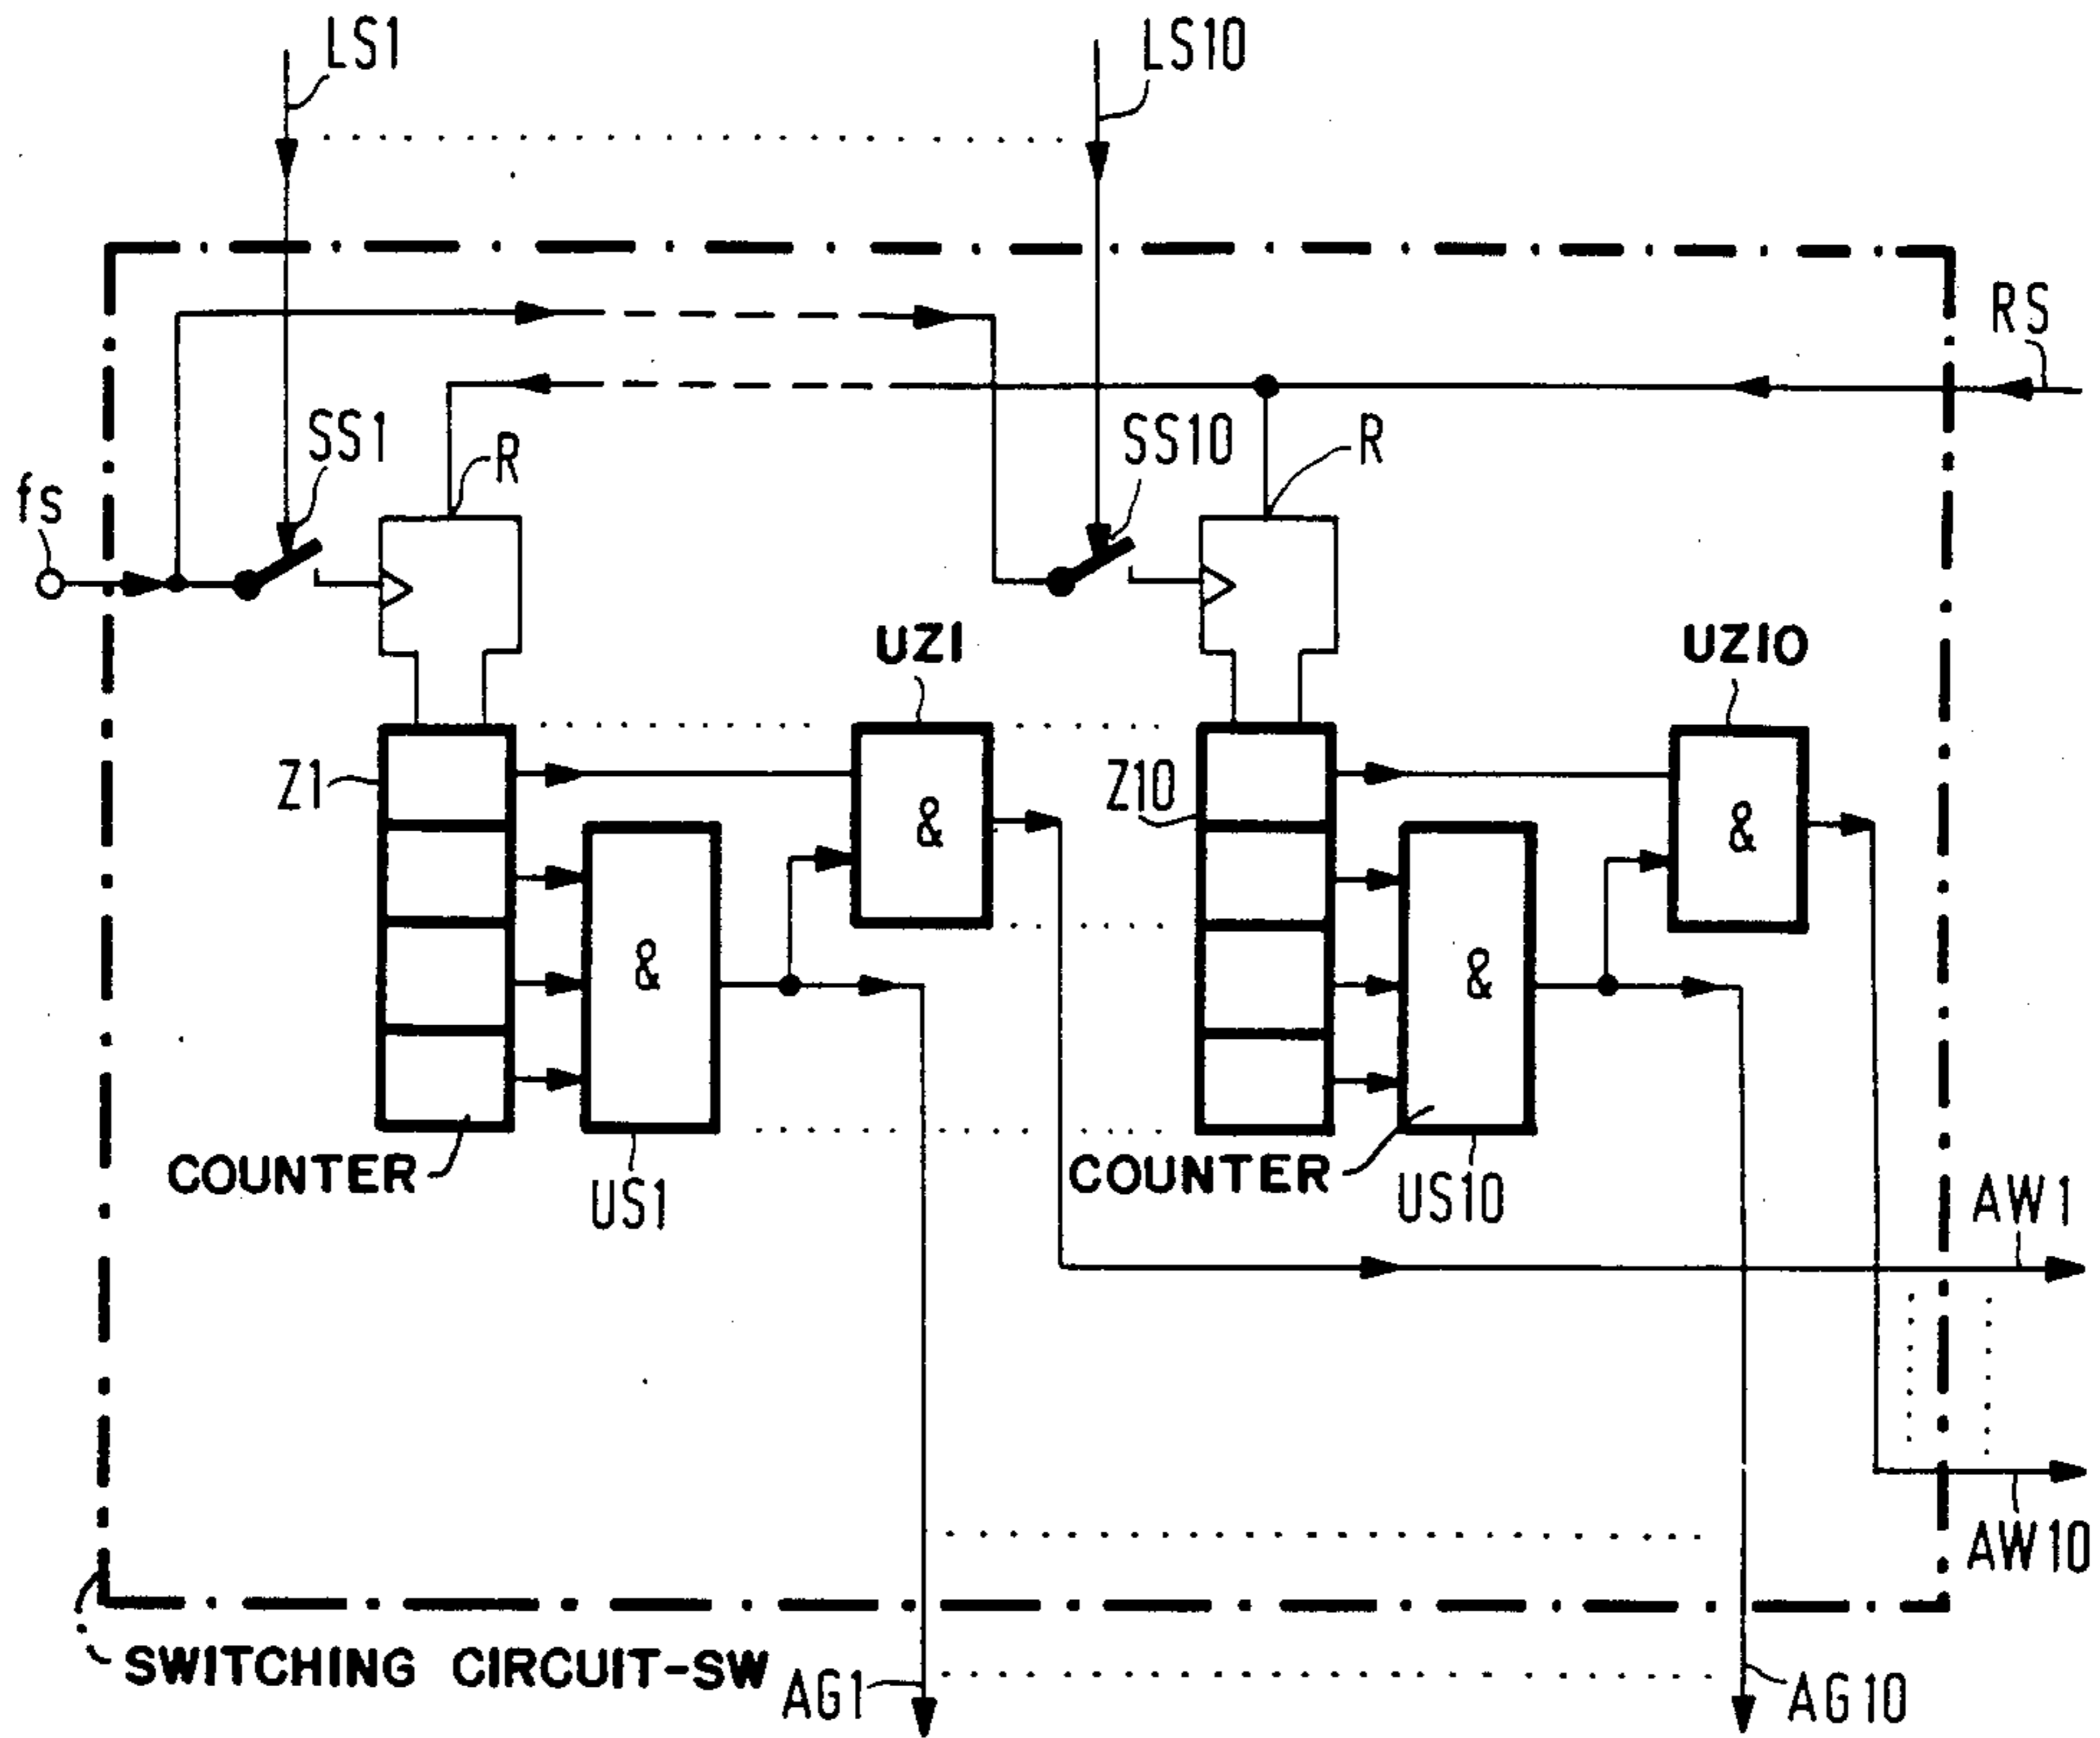 LS1
LS10
RS
SS1
R
SS10
R
fs
UZ1
UZ10
Z1
&
Z10
&
&
&
COUNTER
US1
COUNTER
US10
AW1
AW10
SWITCHING CIRCUIT-SW
AG1
AG10